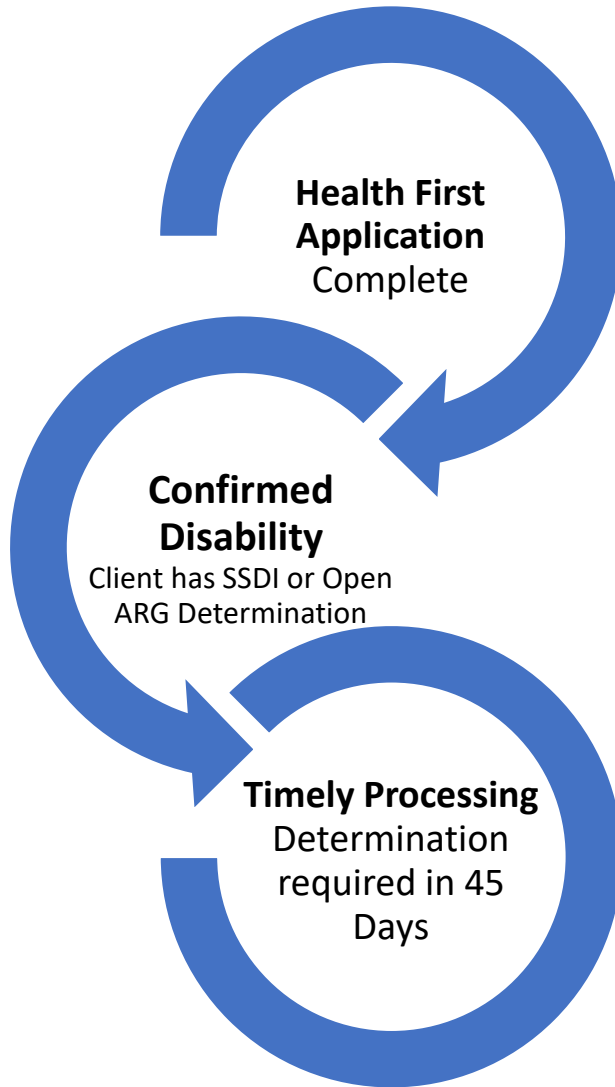 Health First
Application
Complete
Confirmed
Disability
Client has SSDI or Open
ARG Determination
Timely Processing
Determination
required in 45
Days